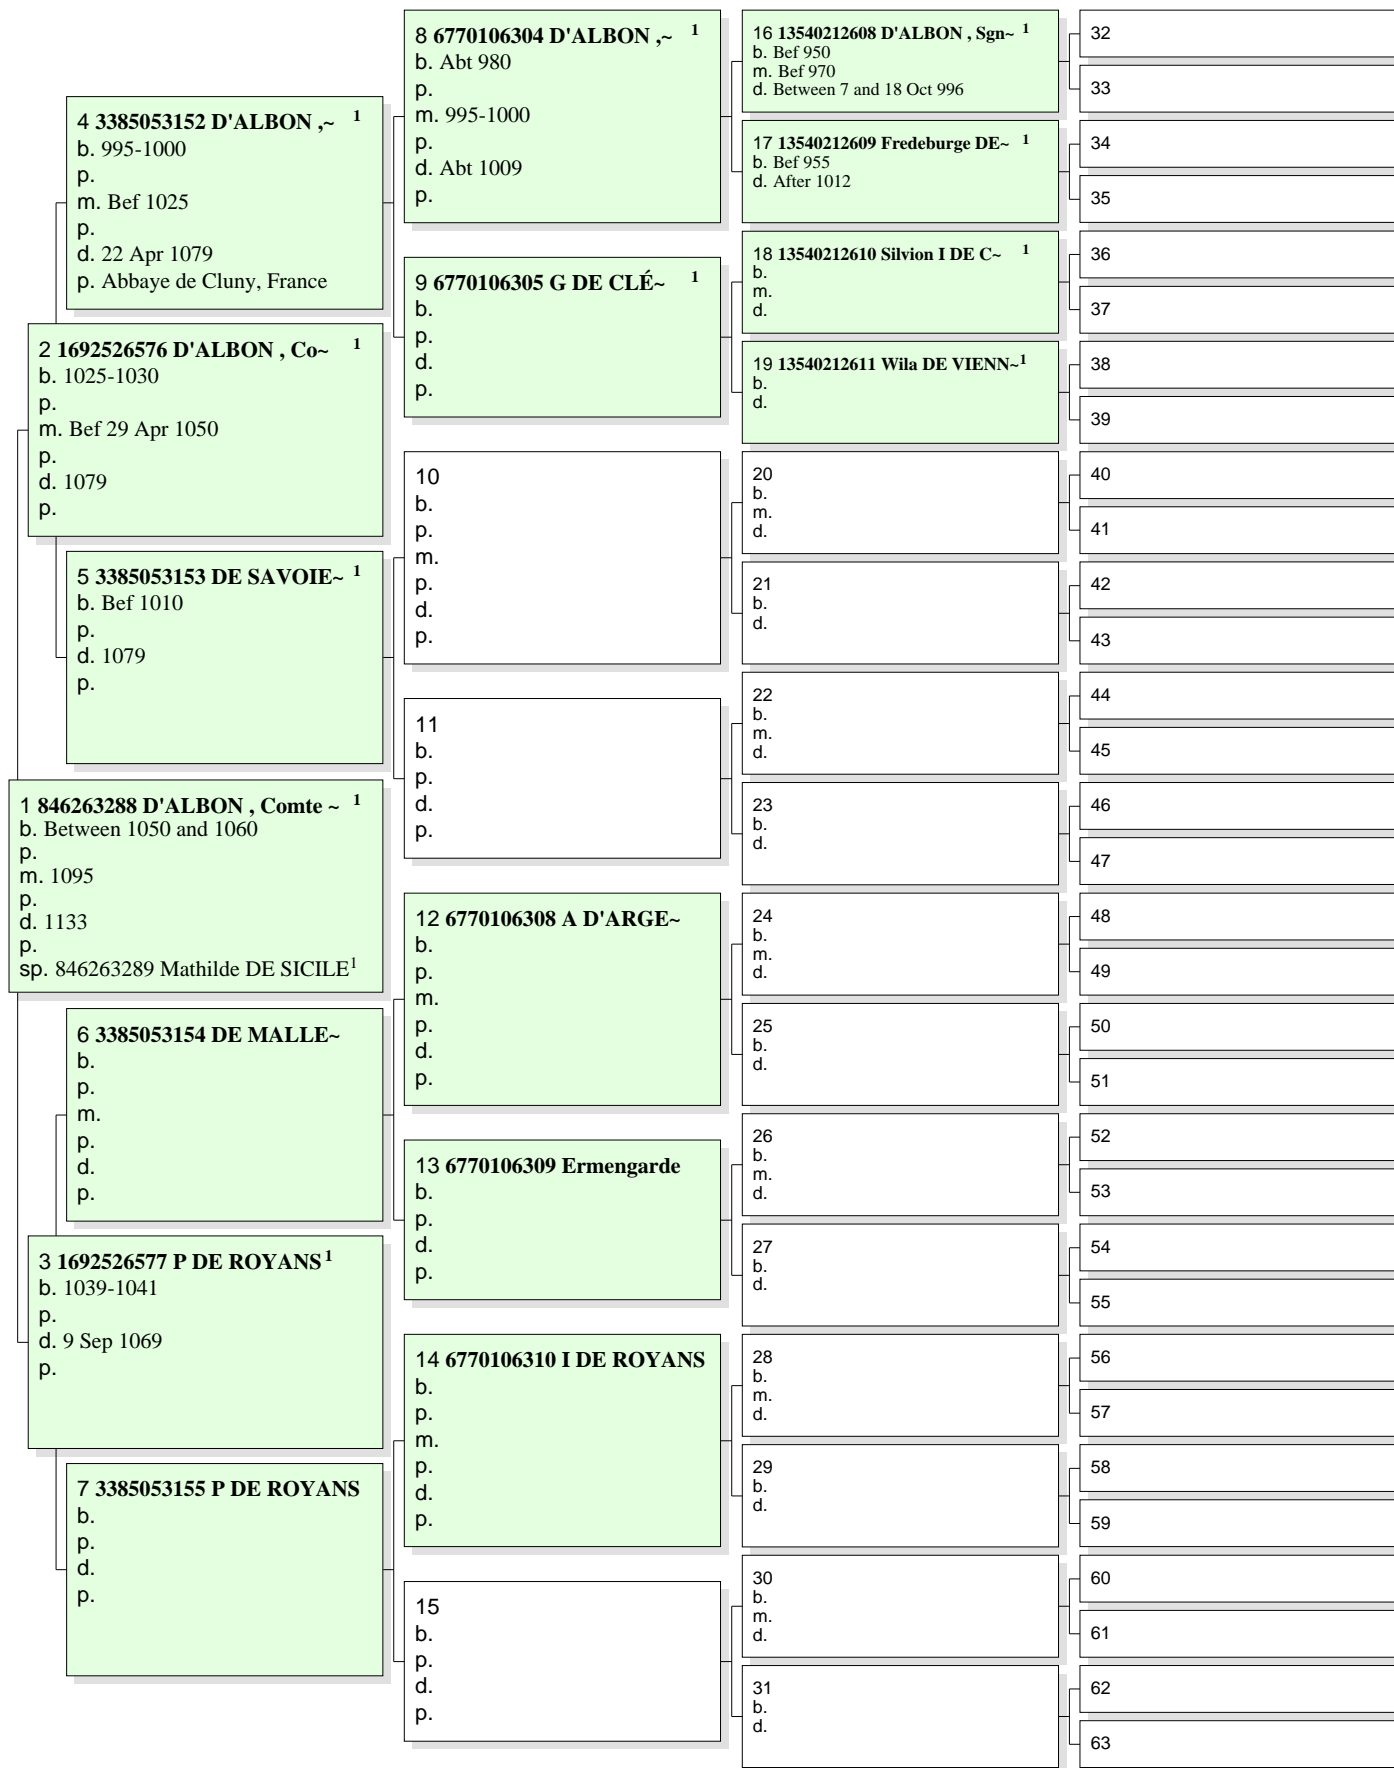 8 6770106304 D'ALBON ,~ 1
b. Abt 980
p.
m. 995-1000
p.
d. Abt 1009
p.
16 13540212608 D'ALBON , Sgn~ 1
b. Bef 950
m. Bef 970
d. Between 7 and 18 Oct 996
32
33
4 3385053152 D'ALBON ,~ 1
b. 995-1000
p.
m. Bef 1025
p.
d. 22 Apr 1079
p. Abbaye de Cluny, France
17 13540212609 Fredeburge DE~ 1
b. Bef 955
d. After 1012
34
35
9 6770106305 G DE CLÉ~ 1
b.
p.
d.
p.
18 13540212610 Silvion I DE C~ 1
b.
m.
d.
36
37
2 1692526576 D'ALBON , Co~ 1
b. 1025-1030
p.
m. Bef 29 Apr 1050
p.
d. 1079
p.
19 13540212611 Wila DE VIENN~1
b.
d.
38
39
10
b.
p.
m.
p.
d.
p.
20
b.
m.
d.
40
41
5 3385053153 DE SAVOIE~ 1
b. Bef 1010
p.
d. 1079
p.
21
b.
d.
42
43
11
b.
p.
d.
p.
22
b.
m.
d.
44
45
1 846263288 D'ALBON , Comte ~ 1
b. Between 1050 and 1060
p.
m. 1095
p.
d. 1133
p.
sp. 846263289 Mathilde DE SICILE1
23
b.
d.
46
47
12 6770106308 A D'ARGE~
b.
p.
m.
p.
d.
p.
24
b.
m.
d.
48
49
6 3385053154 DE MALLE~
b.
p.
m.
p.
d.
p.
25
b.
d.
50
51
13 6770106309 Ermengarde
b.
p.
d.
p.
26
b.
m.
d.
52
53
3 1692526577 P DE ROYANS1
b. 1039-1041
p.
d. 9 Sep 1069
p.
27
b.
d.
54
55
14 6770106310 I DE ROYANS
b.
p.
m.
p.
d.
p.
28
b.
m.
d.
56
57
7 3385053155 P DE ROYANS
b.
p.
d.
p.
29
b.
d.
58
59
15
b.
p.
d.
p.
30
b.
m.
d.
60
61
31
b.
d.
62
63